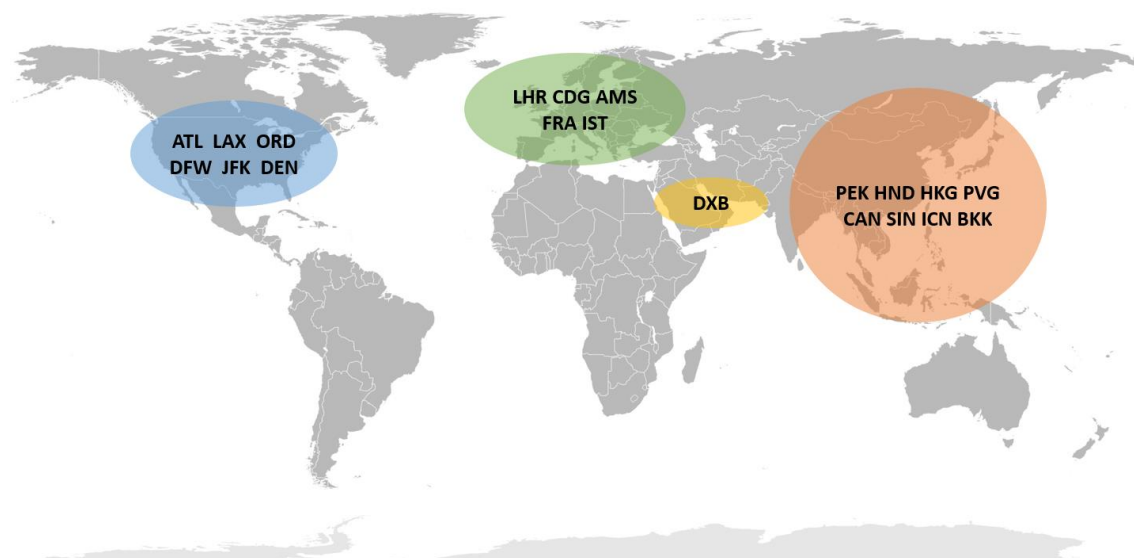 ATL LAX ORD
DFW JFK DEN
LHR CDG AMS
FRA IST
DXB
PEK HND HKG PVG
CAN SIN ICN BKK